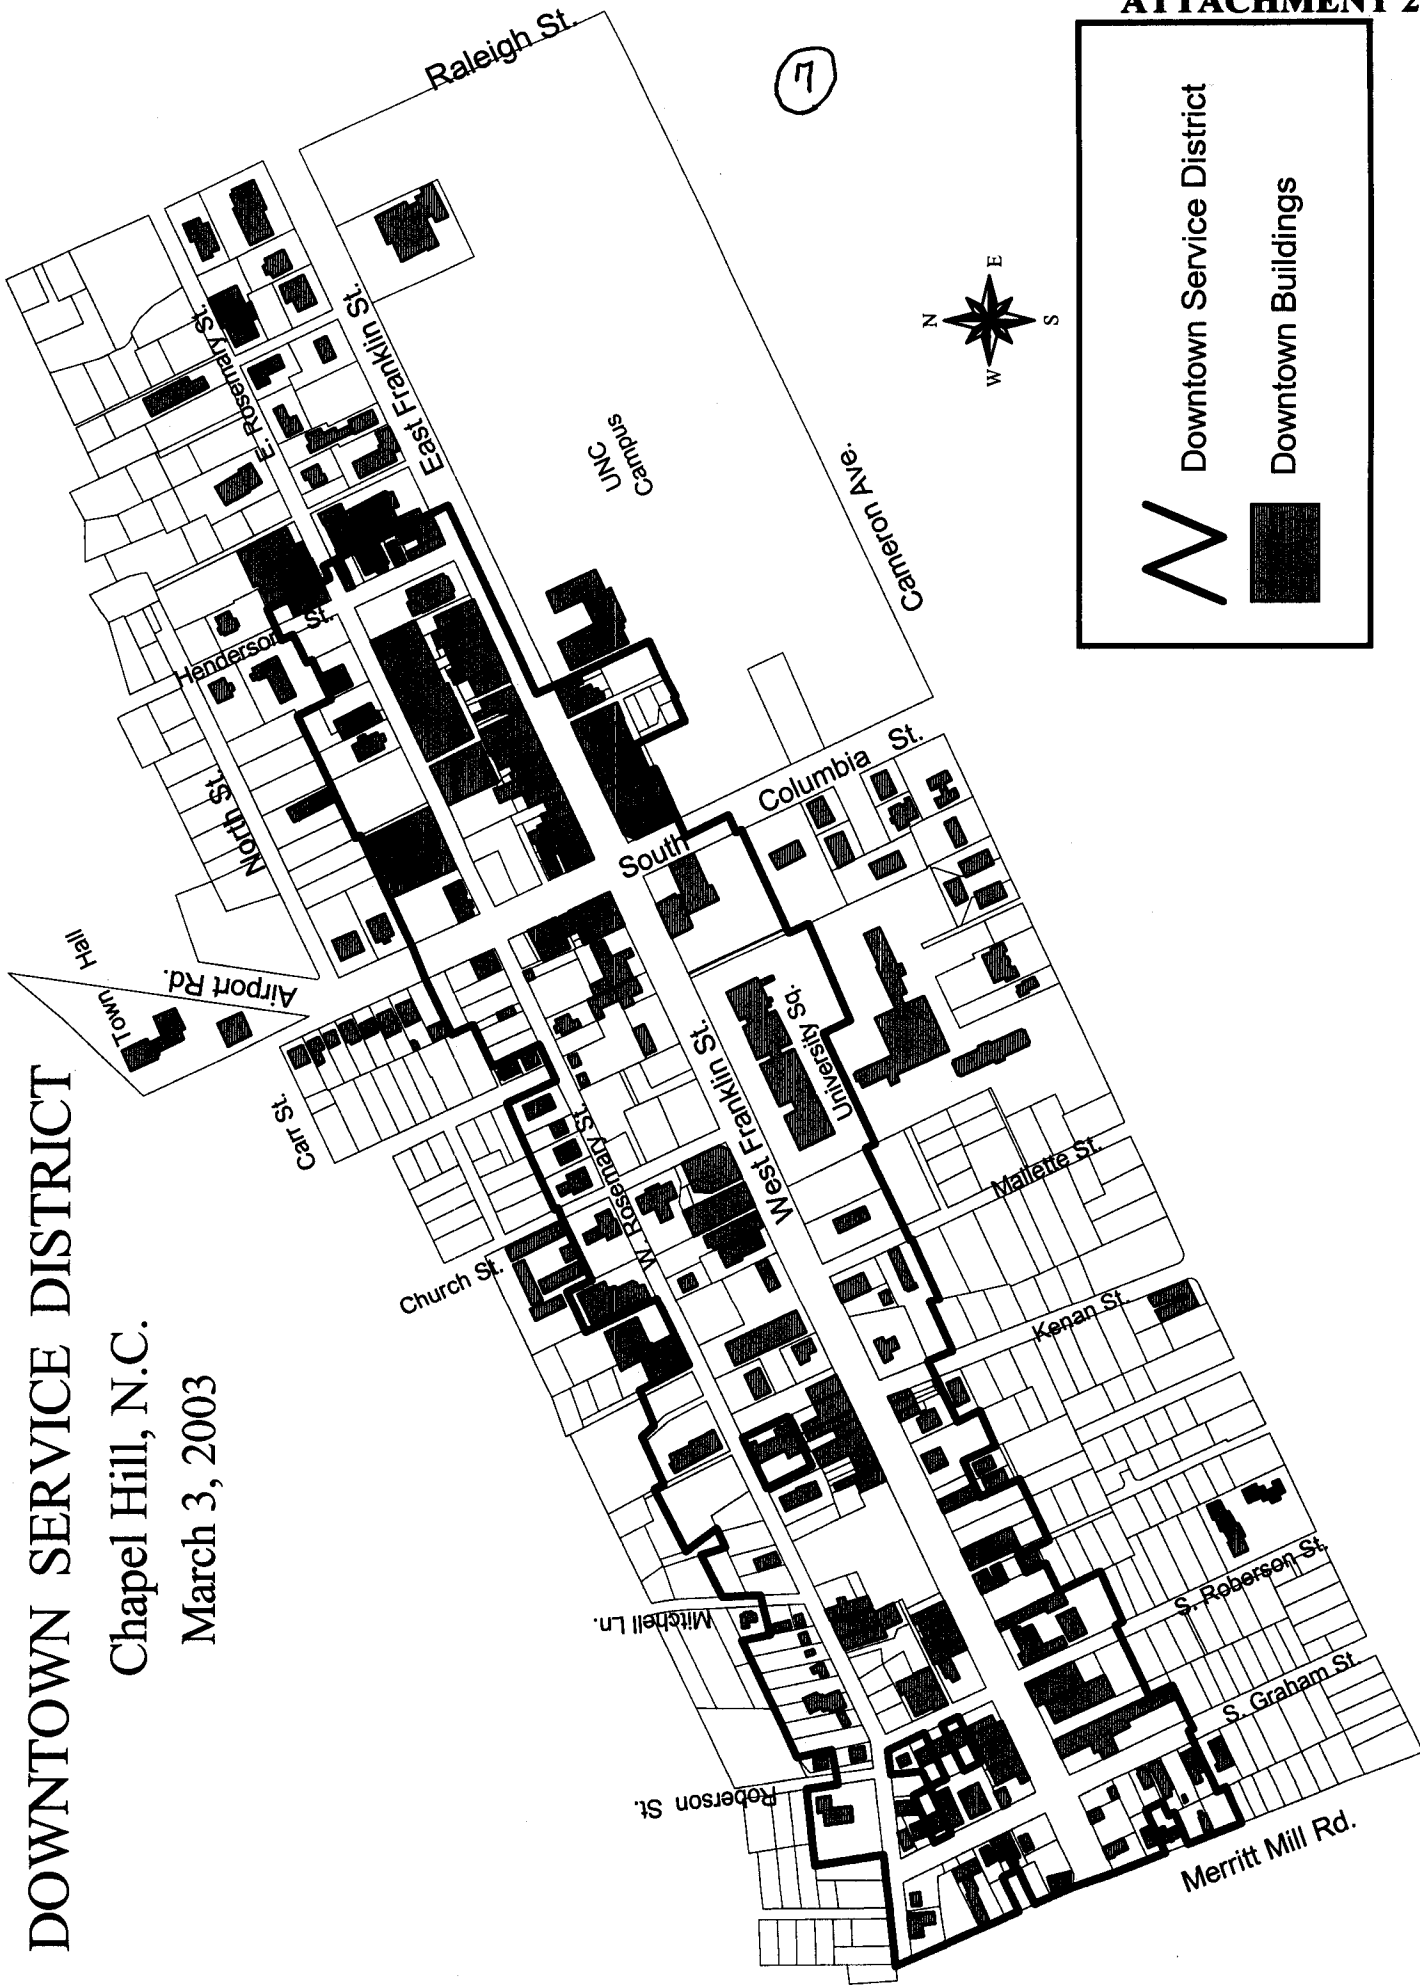 ATTACHMENT 2
DOWNTOWN SERVICE DISTRICT
Chapel Hill, N.C.
March 3, 2003
7
Raleigh St.
E. Rosemary St.
East Franklin St.
UNC
Campus
Cameron Ave.
Henderson St.
North St.
Town Hall
Airport Rd.
South Columbia St.
Carr St.
Church St.
W. Rosemary St.
West Franklin St.
University Sq.
Mallette St.
Kenan St.
Mitchell Ln.
Roberson St.
S. Roberson St.
S. Graham St.
Merritt Mill Rd.
N
E
S
W
Downtown Service District
Downtown Buildings